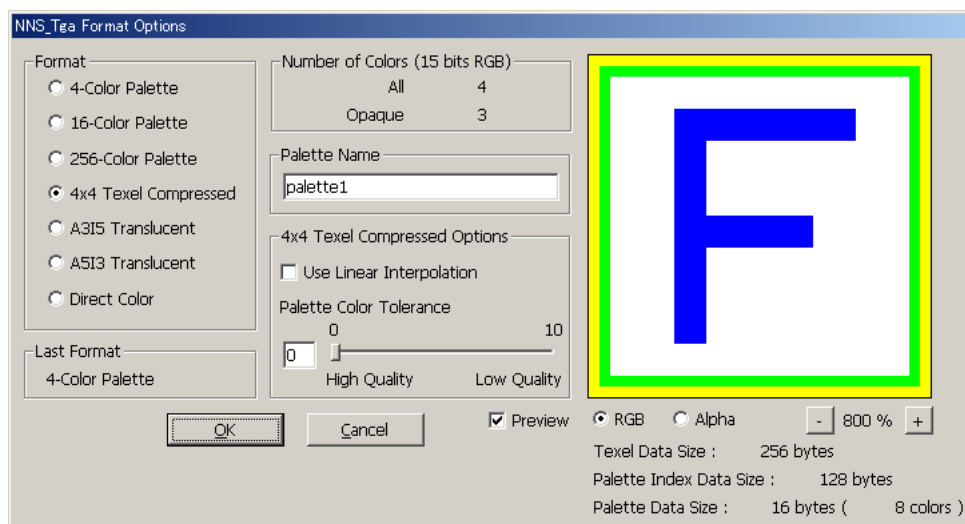 NNS_Tga Format Options
Format
4-Color Palette
16-Color Palette
256-Color Palette
4x4 Texel Compressed
A3I5 Translucent
A5I3 Translucent
Direct Color
Last Format
4-Color Palette
Number of Colors (15 bits RGB)
All 4
Opaque 3
Palette Name
palette1
4x4 Texel Compressed Options
Use Linear Interpolation
Palette Color Tolerance
0 10
0
High Quality Low Quality
OK Cancel
Preview
F
RGB Alpha - 800 % +
Texel Data Size : 256 bytes
Palette Index Data Size : 128 bytes
Palette Data Size : 16 bytes ( 8 colors )